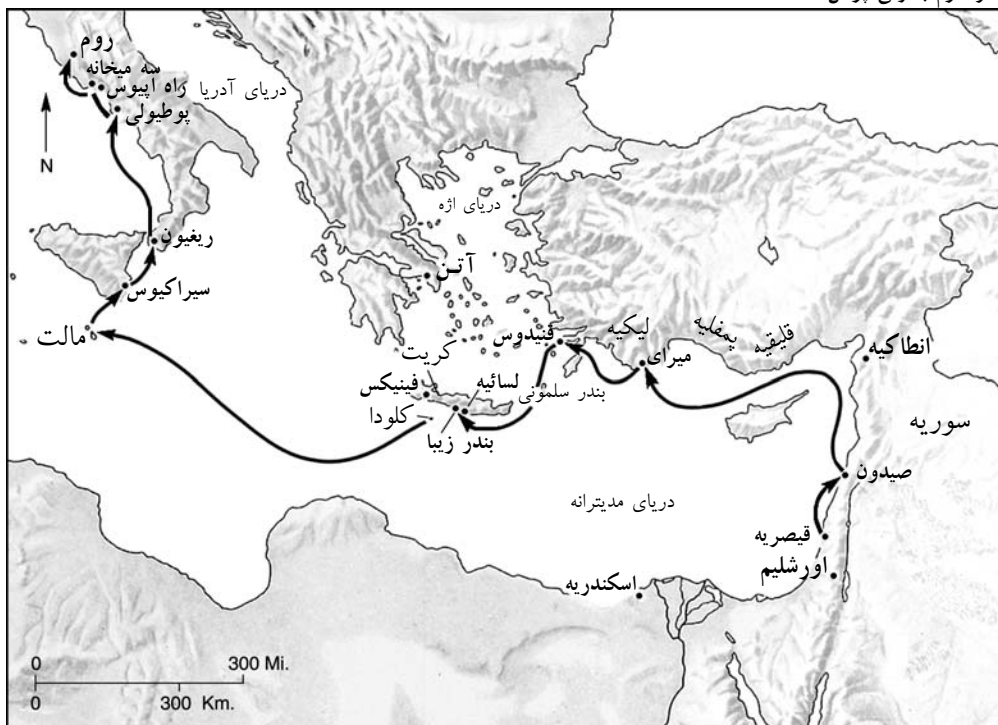 روم
سه میخانه
راه اپیوس
پوطیولی
دریای آدریا
N
دریای اژه
ریغیون
سیراکیوس
آتن
مالت
قنیدوس
لیکیه
پمفلیه
قلیقیه
انطاکیه
میرای
کریت
فینیکس
لسائیه
بندر سلمونی
کلودا
بندر زیبا
سوریه
صیدون
دریای مدیترانه
قیصریه
اورشلیم
اسکندریه
0 300 Mi.
0 300 Km.